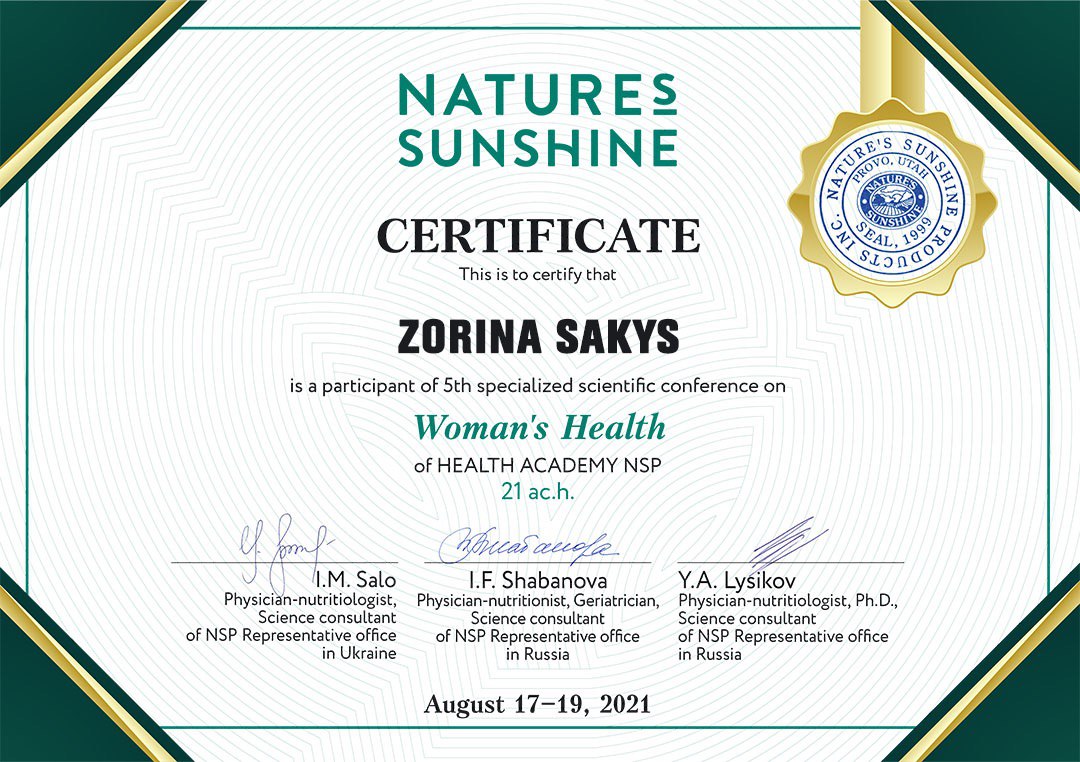 NATURE'S
SUNSHINE
NATURE'S SUNSHINE PRODUCTS INC.
PROVO, UTAH
NATURES
SUNSHINE
SEAL, 1999
CERTIFICATE
This is to certify that
ZORINA SAKYS
is a participant of 5th specialized scientific conference on
Woman's Health
of HEALTH ACADEMY NSP
21 ac.h.
I.M. Salo
Physician-nutritiologist,
Science consultant
of NSP Representative office
in Ukraine
I.F. Shabanova
Physician-nutritionist, Geriatrician,
Science consultant
of NSP Representative office
in Russia
Y.A. Lysikov
Physician-nutritiologist, Ph.D.,
Science consultant
of NSP Representative office
in Russia
August 17–19, 2021